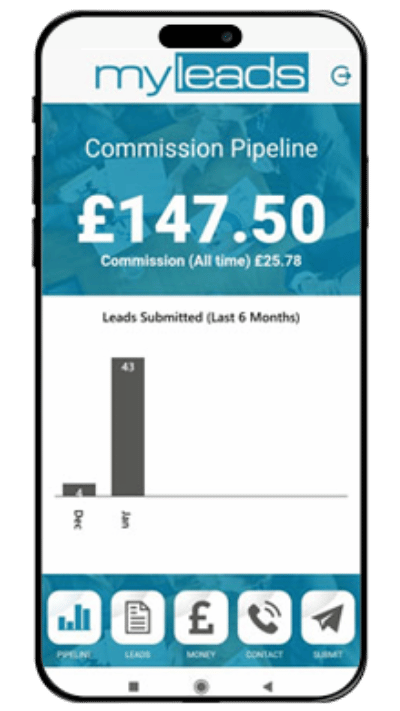 myleads
Commission Pipeline
£147.50
Commission (All time) £25.78
Leads Submitted (Last 6 Months)
43
4
Dec
Jan
£
PIPELINE
LEADS
MONEY
CONTACT
SUBMIT